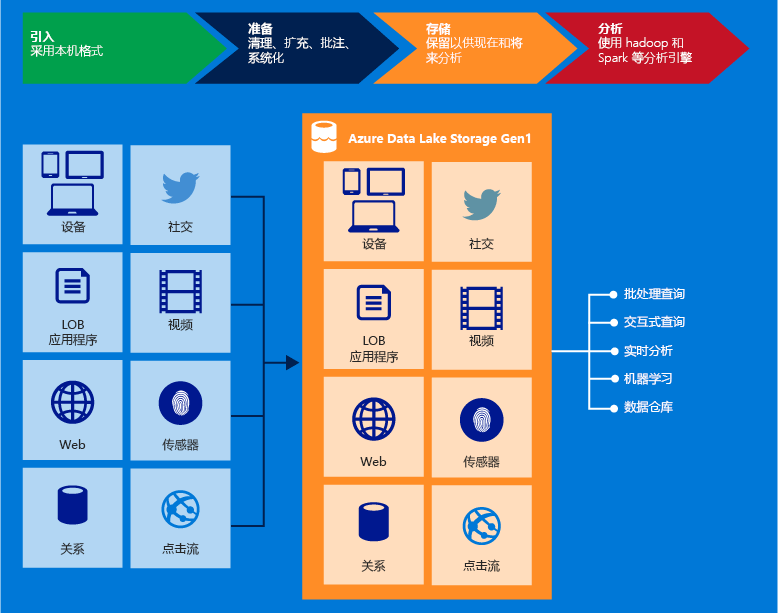 引入
采用本机格式
准备
清理、扩充、批注、
系统化
存储
保留以供现在和将
来分析
分析
使用 hadoop 和
Spark 等分析引擎
Azure Data Lake Storage Gen1
设备
社交
LOB
应用程序
视频
Web
传感器
关系
点击流
设备
社交
LOB
应用程序
视频
Web
传感器
关系
点击流
批处理查询
交互式查询
实时分析
机器学习
数据仓库